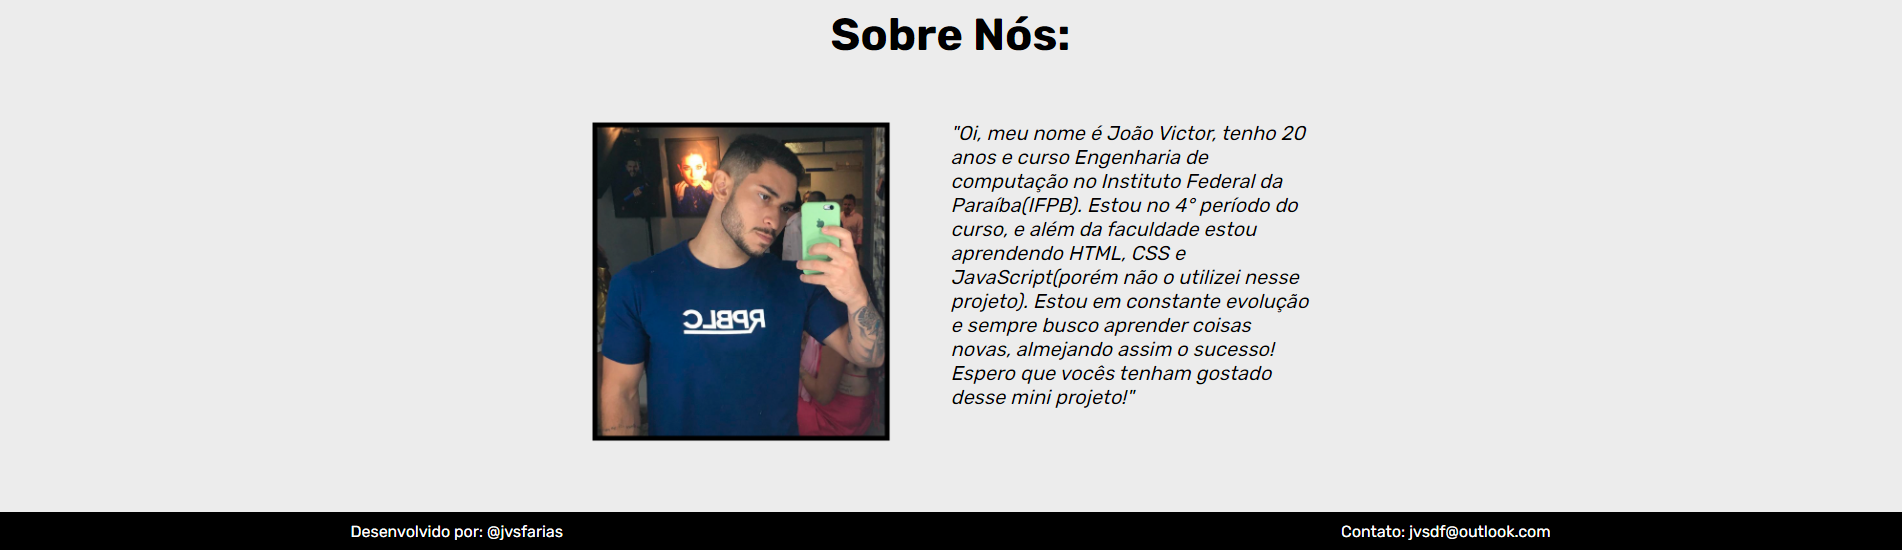 Sobre Nós:
"Oi, meu nome é João Victor, tenho 20
anos e curso Engenharia de
computação no Instituto Federal da
Paraíba(IFPB). Estou no 4° período do
curso, e além da faculdade estou
aprendendo HTML, CSS e
JavaScript(porém não o utilizei nesse
projeto). Estou em constante evolução
e sempre busco aprender coisas
novas, almejando assim o sucesso!
Espero que vocês tenham gostado
desse mini projeto!"
RPBLC
Desenvolvido por: @jvsfarias
Contato: jvsdf@outlook.com